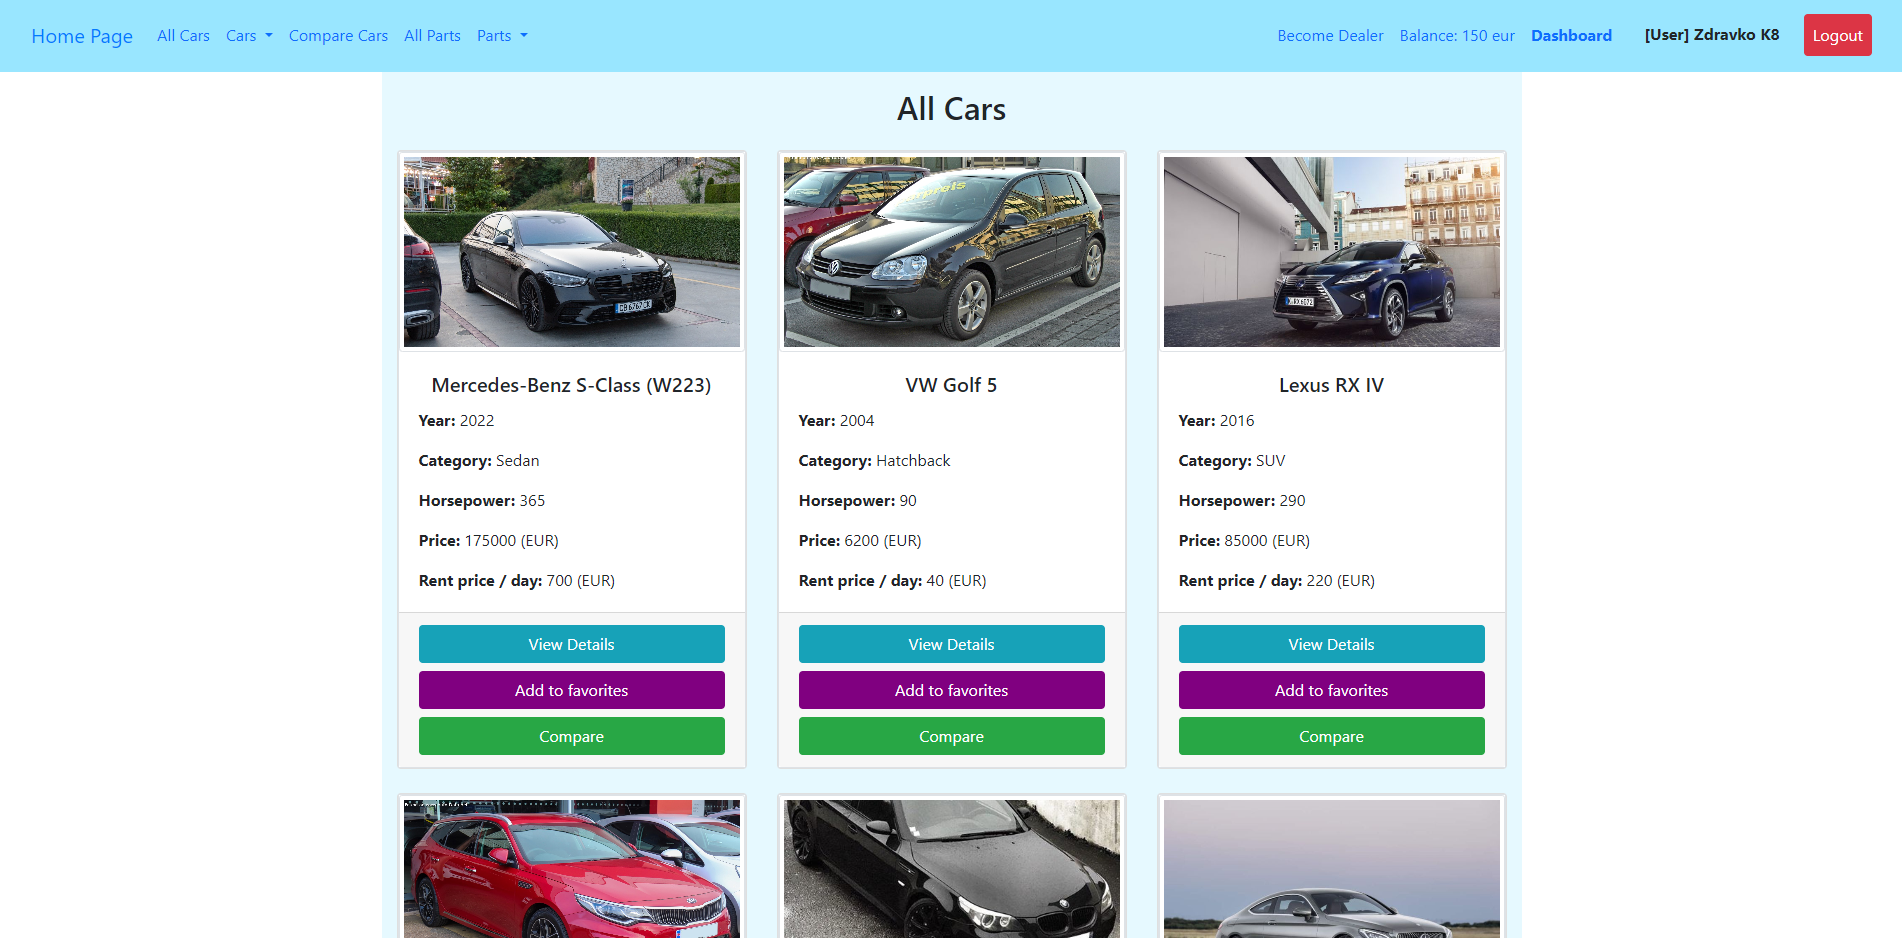 Home Page All Cars Cars Compare Cars All Parts Parts Become Dealer Balance: 150 eur Dashboard [User] Zdravko K8 Logout
All Cars
Mercedes-Benz S-Class (W223)
Year: 2022
Category: Sedan
Horsepower: 365
Price: 175000 (EUR)
Rent price / day: 700 (EUR)
View Details
Add to favorites
Compare
VW Golf 5
Year: 2004
Category: Hatchback
Horsepower: 90
Price: 6200 (EUR)
Rent price / day: 40 (EUR)
View Details
Add to favorites
Compare
Lexus RX IV
Year: 2016
Category: SUV
Horsepower: 290
Price: 85000 (EUR)
Rent price / day: 220 (EUR)
View Details
Add to favorites
Compare